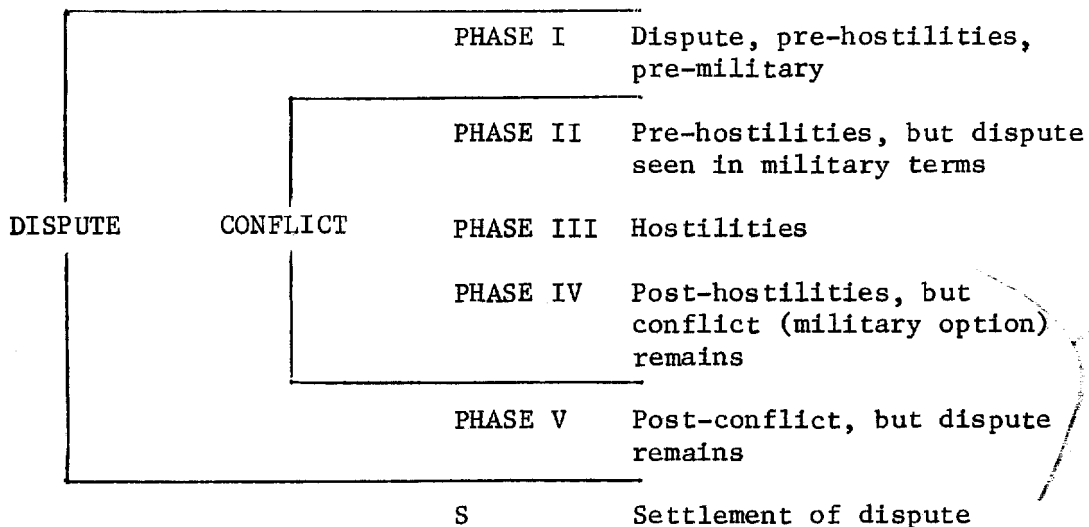 PHASE I Dispute, pre-hostilities,
pre-military
PHASE II Pre-hostilities, but dispute
seen in military terms
DISPUTE CONFLICT PHASE III Hostilities
PHASE IV Post-hostilities, but
conflict (military option)
remains
PHASE V Post-conflict, but dispute
remains
S Settlement of dispute